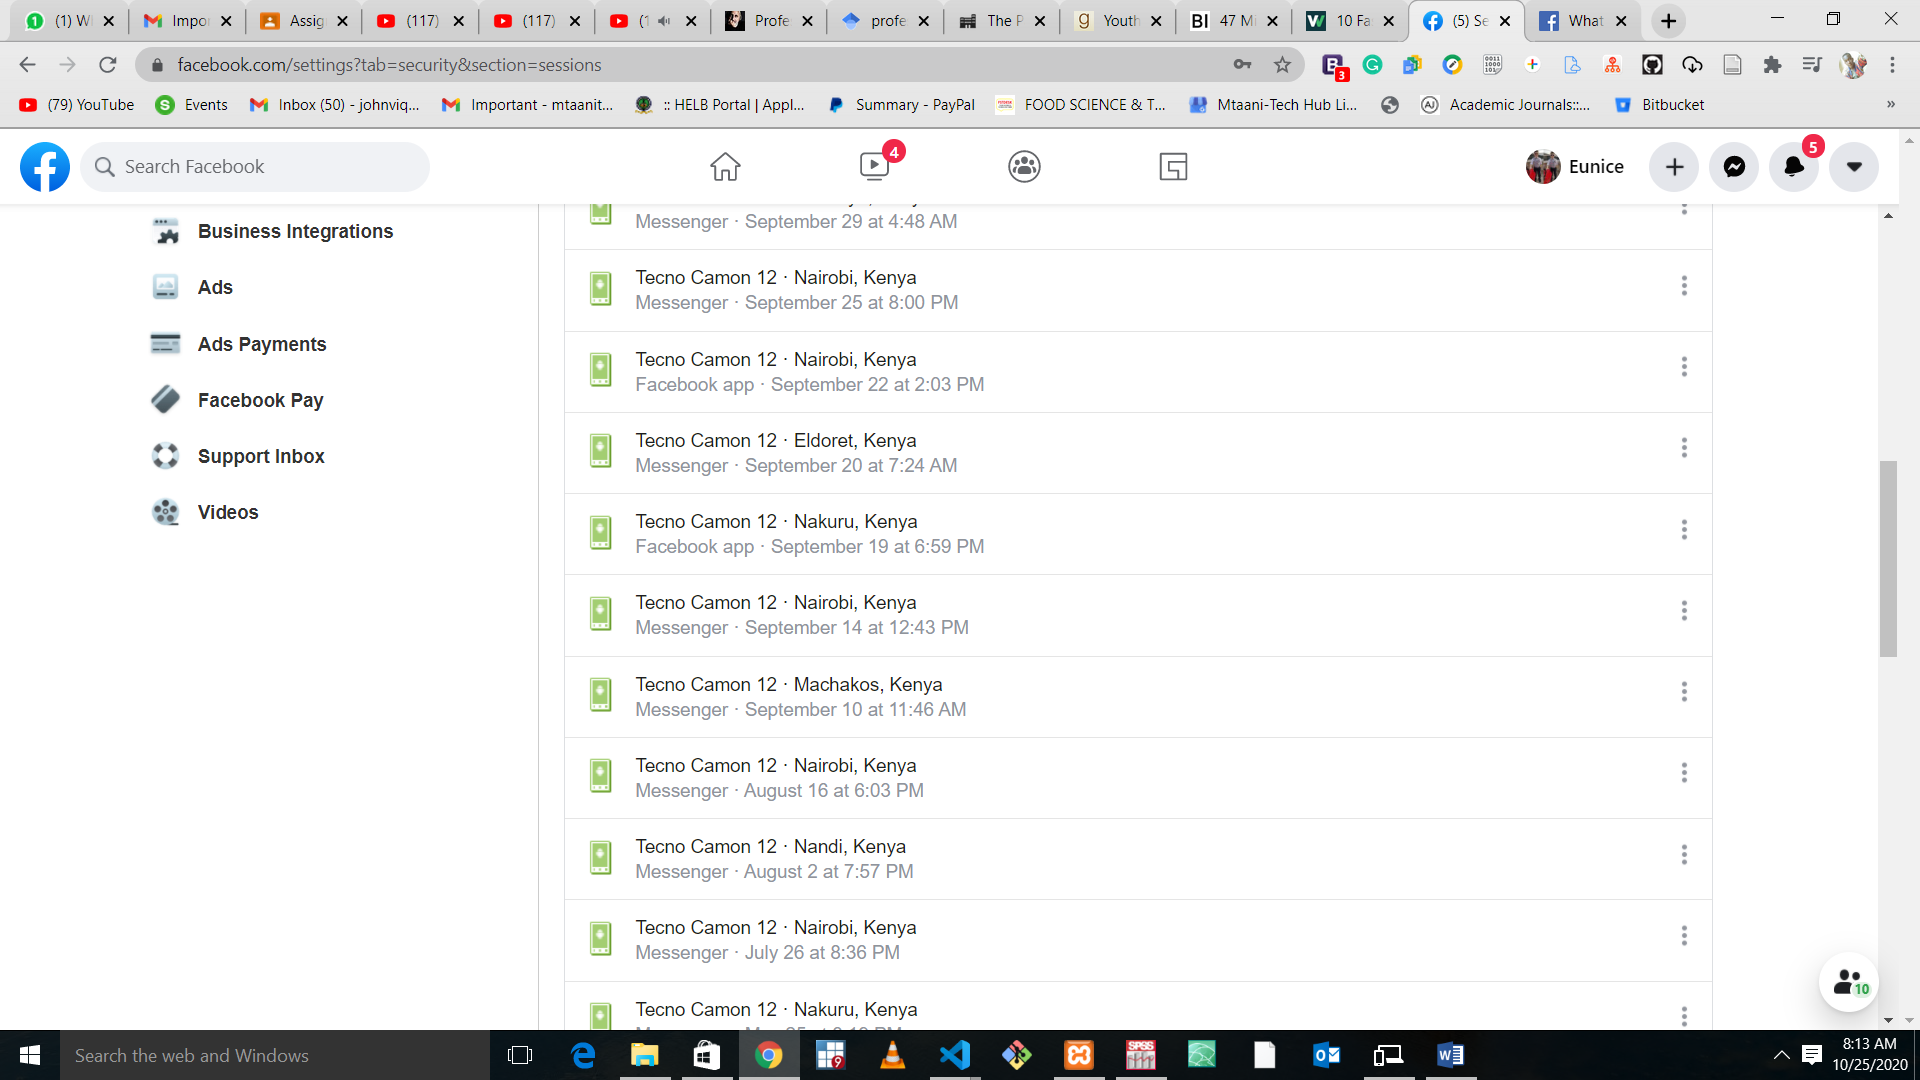 (1) W
Impor
Assig
(117)
(117)
(1
Profe
profe
The P
g
Youth
BI
47 Mi
10 Fa
(5) Se
What
facebook.com/settings?tab=security&section=sessions
3
(79) YouTube
Events
Inbox (50) - johnviq...
Important - mtaanit...
:: HELB Portal | Appl...
Summary - PayPal
FOOD SCIENCE & T...
Mtaani-Tech Hub Li...
Academic Journals::...
Bitbucket
»
Search Facebook
4
Eunice
5
Business Integrations
Ads
Ads Payments
Facebook Pay
Support Inbox
Videos
Messenger · September 29 at 4:48 AM
Tecno Camon 12 · Nairobi, Kenya
Messenger · September 25 at 8:00 PM
Tecno Camon 12 · Nairobi, Kenya
Facebook app · September 22 at 2:03 PM
Tecno Camon 12 · Eldoret, Kenya
Messenger · September 20 at 7:24 AM
Tecno Camon 12 · Nakuru, Kenya
Facebook app · September 19 at 6:59 PM
Tecno Camon 12 · Nairobi, Kenya
Messenger · September 14 at 12:43 PM
Tecno Camon 12 · Machakos, Kenya
Messenger · September 10 at 11:46 AM
Tecno Camon 12 · Nairobi, Kenya
Messenger · August 16 at 6:03 PM
Tecno Camon 12 · Nandi, Kenya
Messenger · August 2 at 7:57 PM
Tecno Camon 12 · Nairobi, Kenya
Messenger · July 26 at 8:36 PM
Tecno Camon 12 · Nakuru, Kenya
10
Search the web and Windows
9
SPSS
8:13 AM
10/25/2020